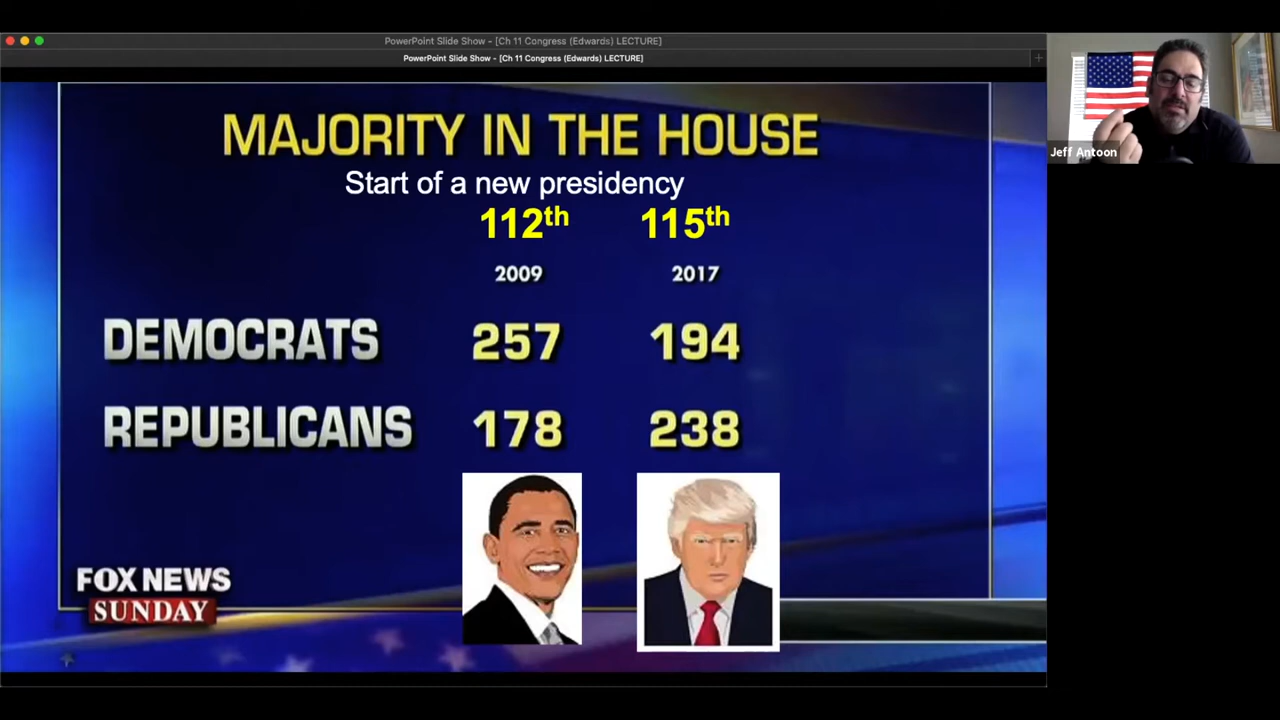 PowerPoint Slide Show - [Ch 11 Congress (Edwards) LECTURE]
PowerPoint Slide Show - [Ch 11 Congress (Edwards) LECTURE]
MAJORITY IN THE HOUSE
Start of a new presidency
112th 115th
2009 2017
DEMOCRATS 257 194
REPUBLICANS 178 238
FOX NEWS
SUNDAY
Jeff Antoon